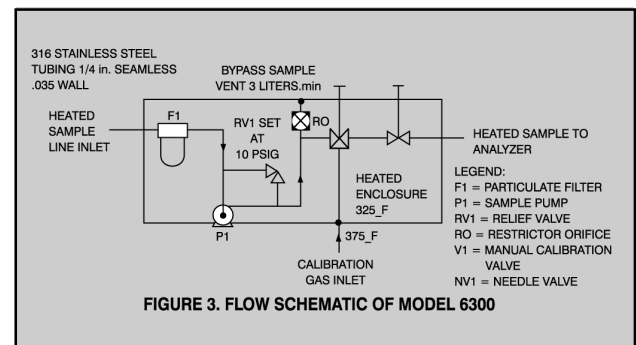 316 STAINLESS STEEL
TUBING 1/4 in. SEAMLESS
.035 WALL
BYPASS SAMPLE
VENT 3 LITERS.min
HEATED
SAMPLE
LINE INLET
F1
RV1 SET
AT
10 PSIG
RO
HEATED SAMPLE TO
ANALYZER
HEATED
ENCLOSURE
325_F
P1
375_F
CALIBRATION
GAS INLET
LEGEND:
F1 = PARTICULATE FILTER
P1 = SAMPLE PUMP
RV1 = RELIEF VALVE
RO = RESTRICTOR ORIFICE
V1 = MANUAL CALIBRATION
VALVE
NV1 = NEEDLE VALVE
FIGURE 3. FLOW SCHEMATIC OF MODEL 6300